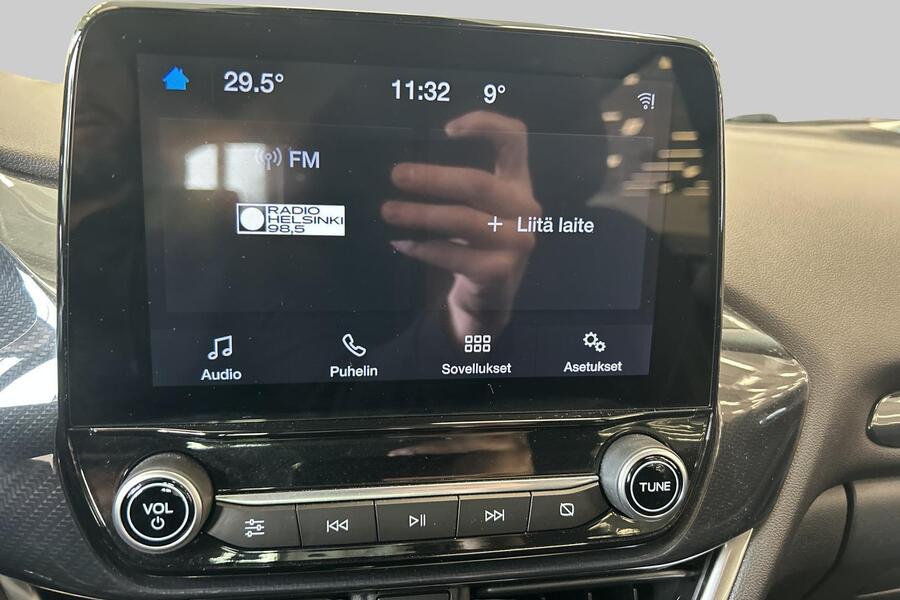 29.5° 11:32 9°
FM
RADIO
HELSINKI
98,5
+ Liitä laite
Audio Puhelin Sovellukset Asetukset
VOL
TUNE